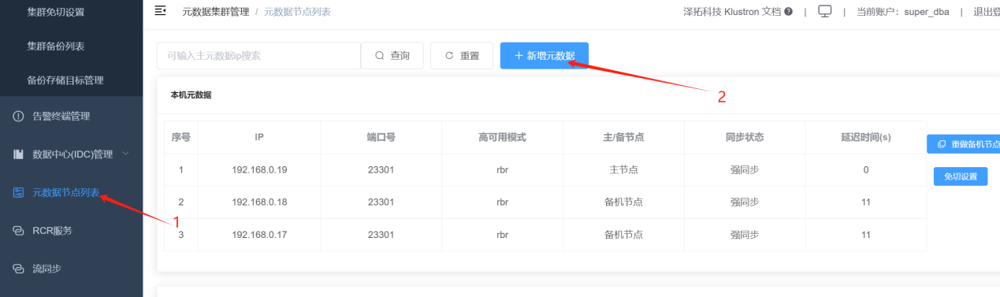 集群免切设置
集群备份列表
备份存储目标管理
告警终端管理
数据中心(IDC)管理
元数据节点列表
RCR服务
流同步
元数据集群管理 / 元数据节点列表
泽拓科技 Klustron 文档 | | 当前账户：super_dba | 退出登
可输入主元数据ip搜索 查询 重置 + 新增元数据
1
2
本机元数据
序号 IP 端口号 高可用模式 主/备节点 同步状态 延迟时间(s)
1 192.168.0.19 23301 rbr 主节点 强同步 0
2 192.168.0.18 23301 rbr 备机节点 强同步 11
3 192.168.0.17 23301 rbr 备机节点 强同步 11
重做备机节点
免切设置